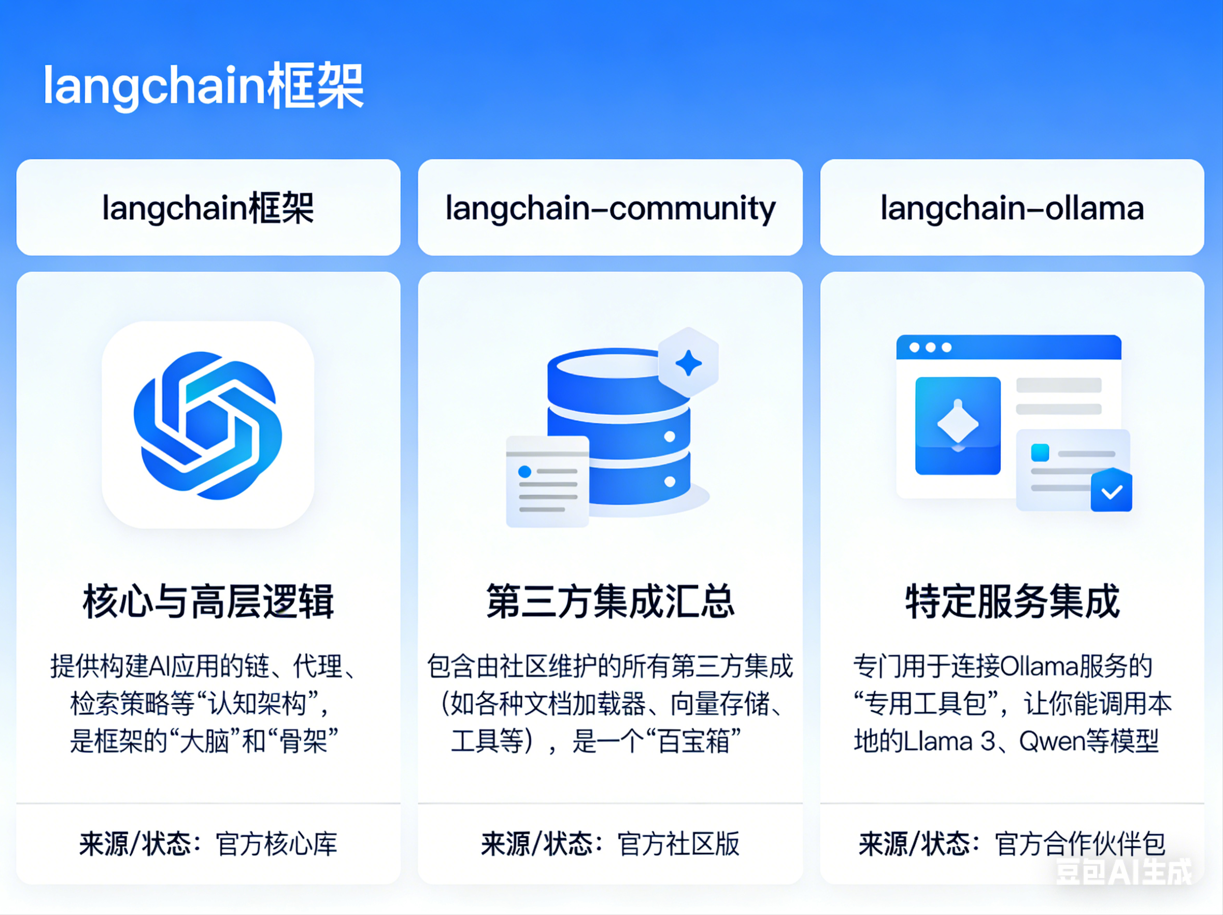 langchain框架
langchain框架
langchain-community
langchain-ollama
核心与高层逻辑
提供构建AI应用的链、代理、
检索策略等“认知架构”,
是框架的“大脑”和“骨架”
来源/状态：官方核心库
第三方集成汇总
包含由社区维护的所有第三方集成
（如各种文档加载器、向量存储、
工具等），是一个“百宝箱”
来源/状态：官方社区版
特定服务集成
专门用于连接Ollama服务的
“专用工具包”，让你能调用本
地的Llama 3、Qwen等模型
来源/状态：官方合作伙伴包
豆包AI生成